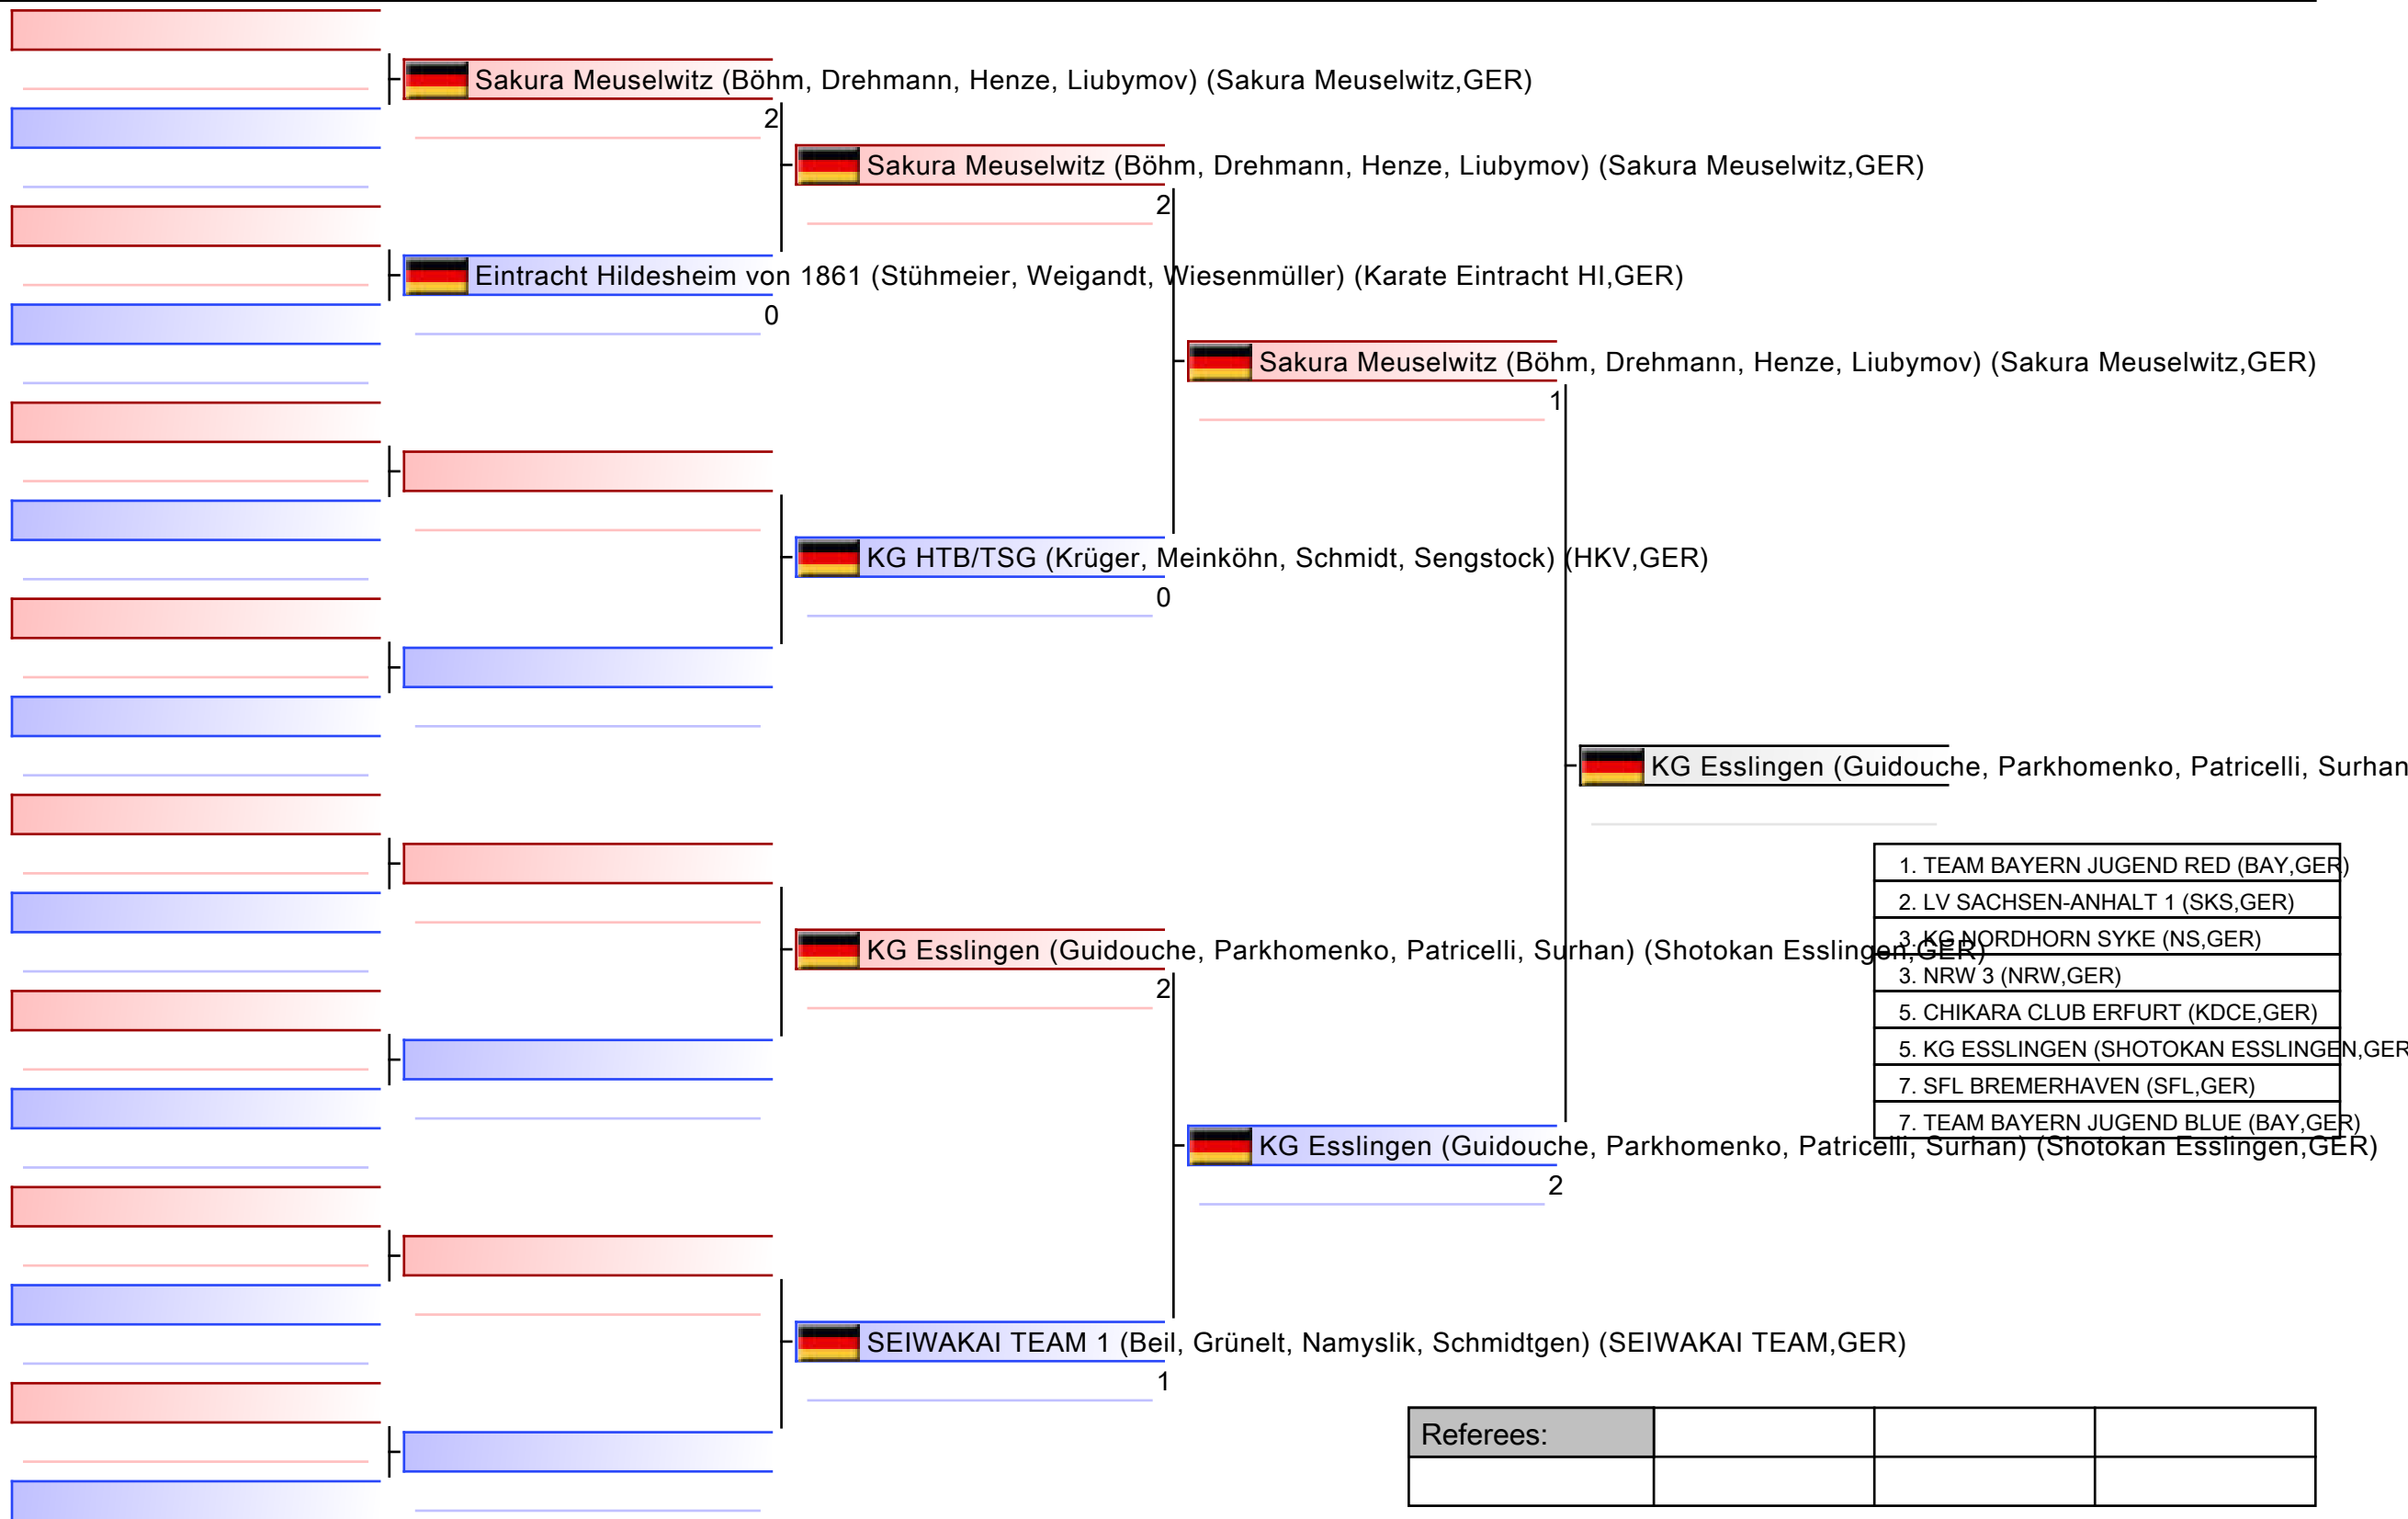 Sakura Meuselwitz (Böhm, Drehmann, Henze, Liubymov) (Sakura Meuselwitz,GER)
2
Sakura Meuselwitz (Böhm, Drehmann, Henze, Liubymov) (Sakura Meuselwitz,GER)
2
Eintracht Hildesheim von 1861 (Stühmeier, Weigandt, Wiesenmüller) (Karate Eintracht HI,GER)
0
Sakura Meuselwitz (Böhm, Drehmann, Henze, Liubymov) (Sakura Meuselwitz,GER)
1
KG HTB/TSG (Krüger, Meinköhn, Schmidt, Sengstock) (HKV,GER)
0
KG Esslingen (Guidouche, Parkhomenko, Patricelli, Surhan
1. TEAM BAYERN JUGEND RED (BAY,GER)
2. LV SACHSEN-ANHALT 1 (SKS,GER)
3. KG NORDHORN SYKE (NS,GER)
KG Esslingen (Guidouche, Parkhomenko, Patricelli, Surhan) (Shotokan Esslingen,GER)
2
3. NRW 3 (NRW,GER)
5. CHIKARA CLUB ERFURT (KDCE,GER)
5. KG ESSLINGEN (SHOTOKAN ESSLINGEN,GER
7. SFL BREMERHAVEN (SFL,GER)
7. TEAM BAYERN JUGEND BLUE (BAY,GER)
KG Esslingen (Guidouche, Parkhomenko, Patricelli, Surhan) (Shotokan Esslingen,GER)
2
SEIWAKAI TEAM 1 (Beil, Grünelt, Namyslik, Schmidtgen) (SEIWAKAI TEAM,GER)
1
Referees: